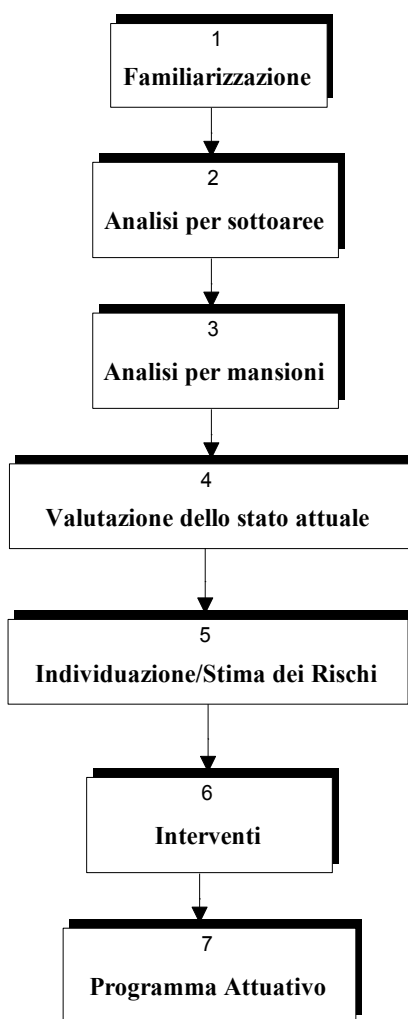 1
Familiarizzazione
2
Analisi per sottoaree
3
Analisi per mansioni
4
Valutazione dello stato attuale
5
Individuazione/Stima dei Rischi
6
Interventi
7
Programma Attuativo